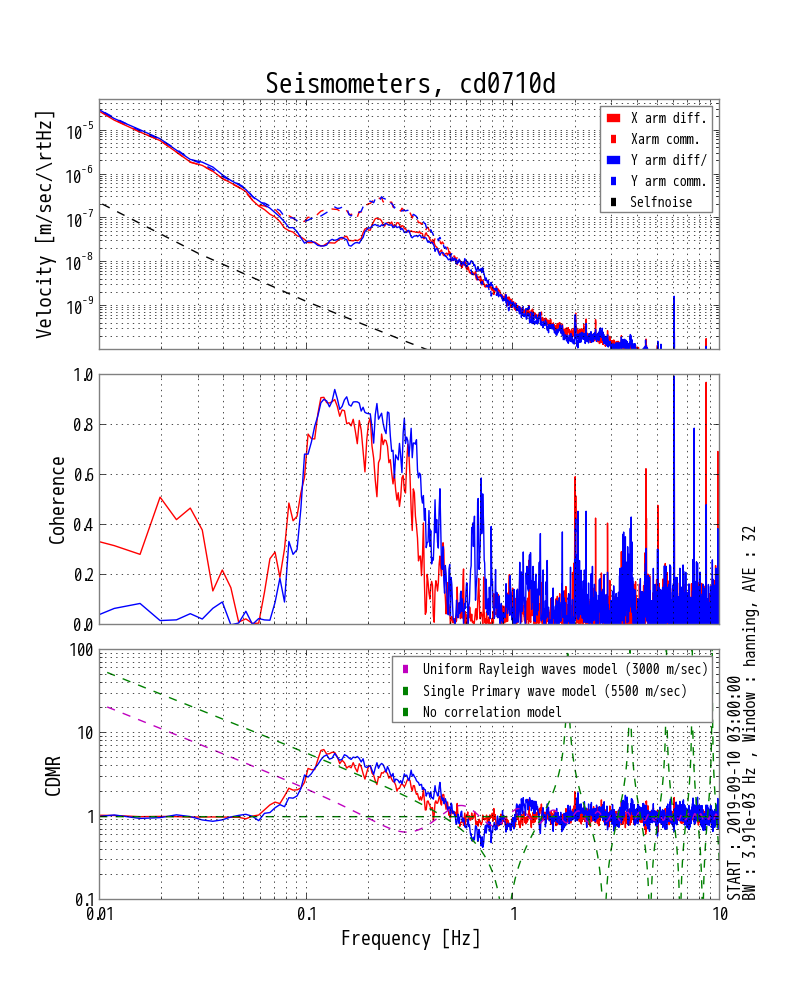 Seismometers, cd0710d
Velocity [m/sec/\rtHz]
10^-5
10^-6
10^-7
10^-8
10^-9
X arm diff.
Xarm comm.
Y arm diff/
Y arm comm.
Selfnoise
Coherence
1.0
0.8
0.6
0.4
0.2
0.0
CDMR
100
10
1
0.1
Uniform Rayleigh waves model (3000 m/sec)
Single Primary wave model (5500 m/sec)
No correlation model
0.01
0.1
1
10
Frequency [Hz]
START : 2019-09-10 03:00:00
BW : 3.91e-03 Hz , Window : hanning, AVE : 32